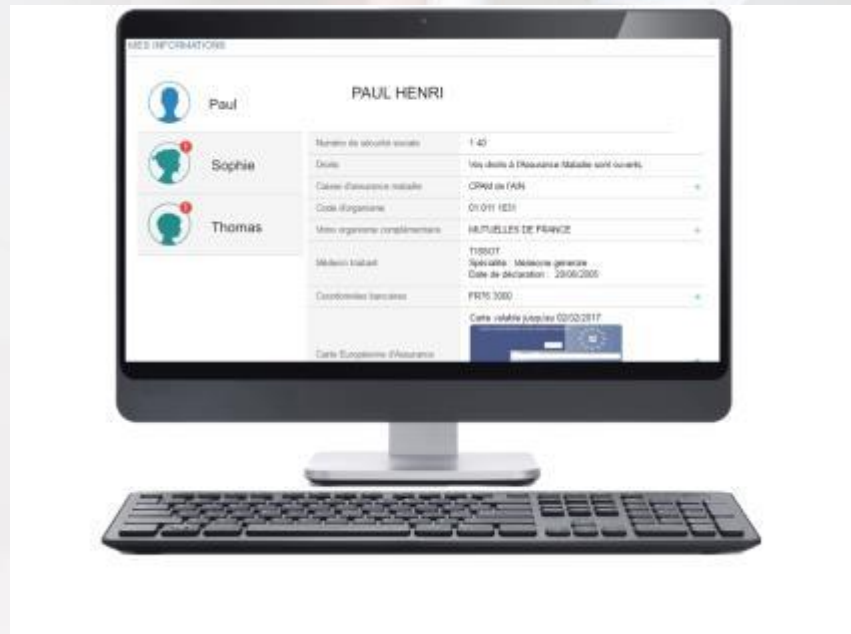 MES INFORMATIONS
Paul
Sophie
Thomas
PAUL HENRI
Numéro de sécurité sociale 1 40
Droits Vos droits à l'Assurance Maladie sont ouverts.
Caisse d'assurance maladie CPAM de l'AIN
Code d'organisme 01 011 1031
Votre organisme complémentaire MUTUELLES DE FRANCE
Médecin traitant
TISSOT
Spécialité : Médecine générale
Date de déclaration : 2005
Coordonnées bancaires FR76 3000
Carte valable jusqu'au 02/02/2017
Carte Européenne d'Assurance